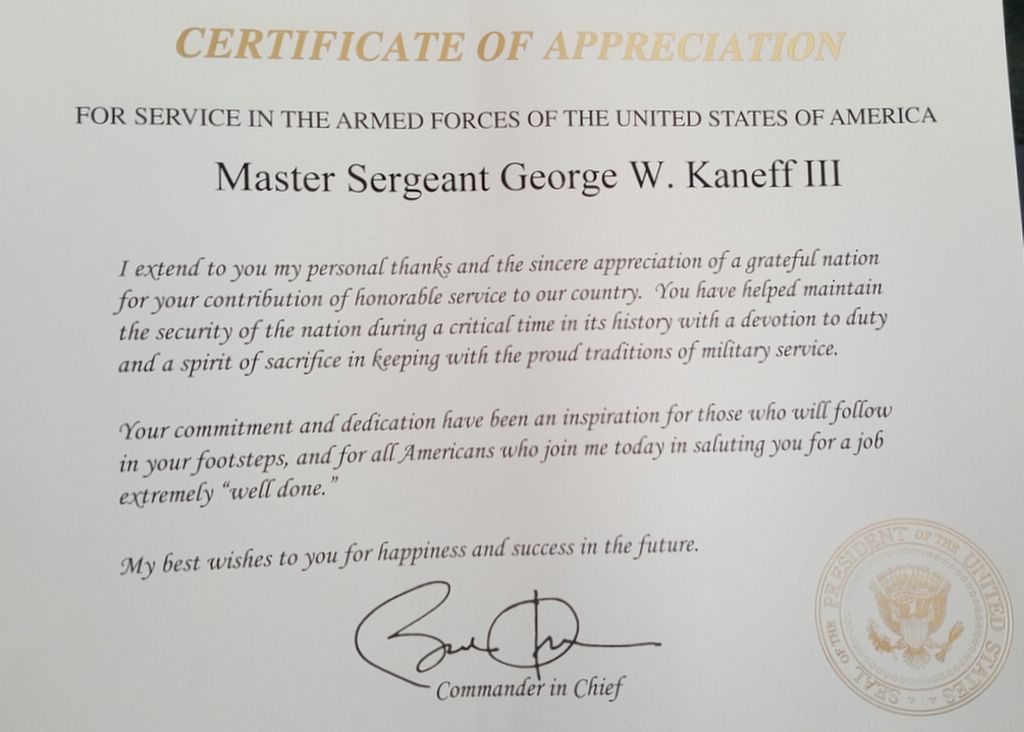 CERTIFICATE OF APPRECIATION
FOR SERVICE IN THE ARMED FORCES OF THE UNITED STATES OF AMERICA
Master Sergeant George W. Kaneff III
I extend to you my personal thanks and the sincere appreciation of a grateful nation
for your contribution of honorable service to our country. You have helped maintain
the security of the nation during a critical time in its history with a devotion to duty
and a spirit of sacrifice in keeping with the proud traditions of military service.
Your commitment and dedication have been an inspiration for those who will follow
in your footsteps, and for all Americans who join me today in saluting you for a job
extremely “well done.”
My best wishes to you for happiness and success in the future.
Commander in Chief
SEAL OF THE PRESIDENT OF THE UNITED STATES